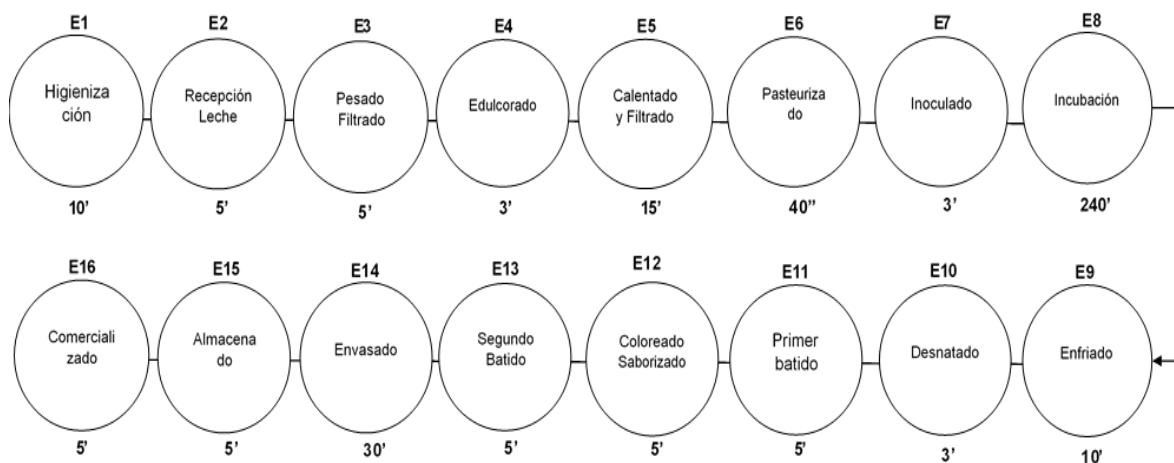 E1 E2 E3 E4 E5 E6 E7 E8
Higieniza
ción
Recepción
Leche
Pesado
Filtrado
Edulcorado
Calentado
y Filtrado
Pasteuriza
do
Inoculado
Incubación
10' 5' 5' 3' 15' 40'' 3' 240'
E16 E15 E14 E13 E12 E11 E10 E9
Comerciali
zado
Almacena
do
Envasado
Segundo
Batido
Coloreado
Saborizado
Primer
batido
Desnatado
Enfriado
5' 5' 30' 5' 5' 5' 3' 10'